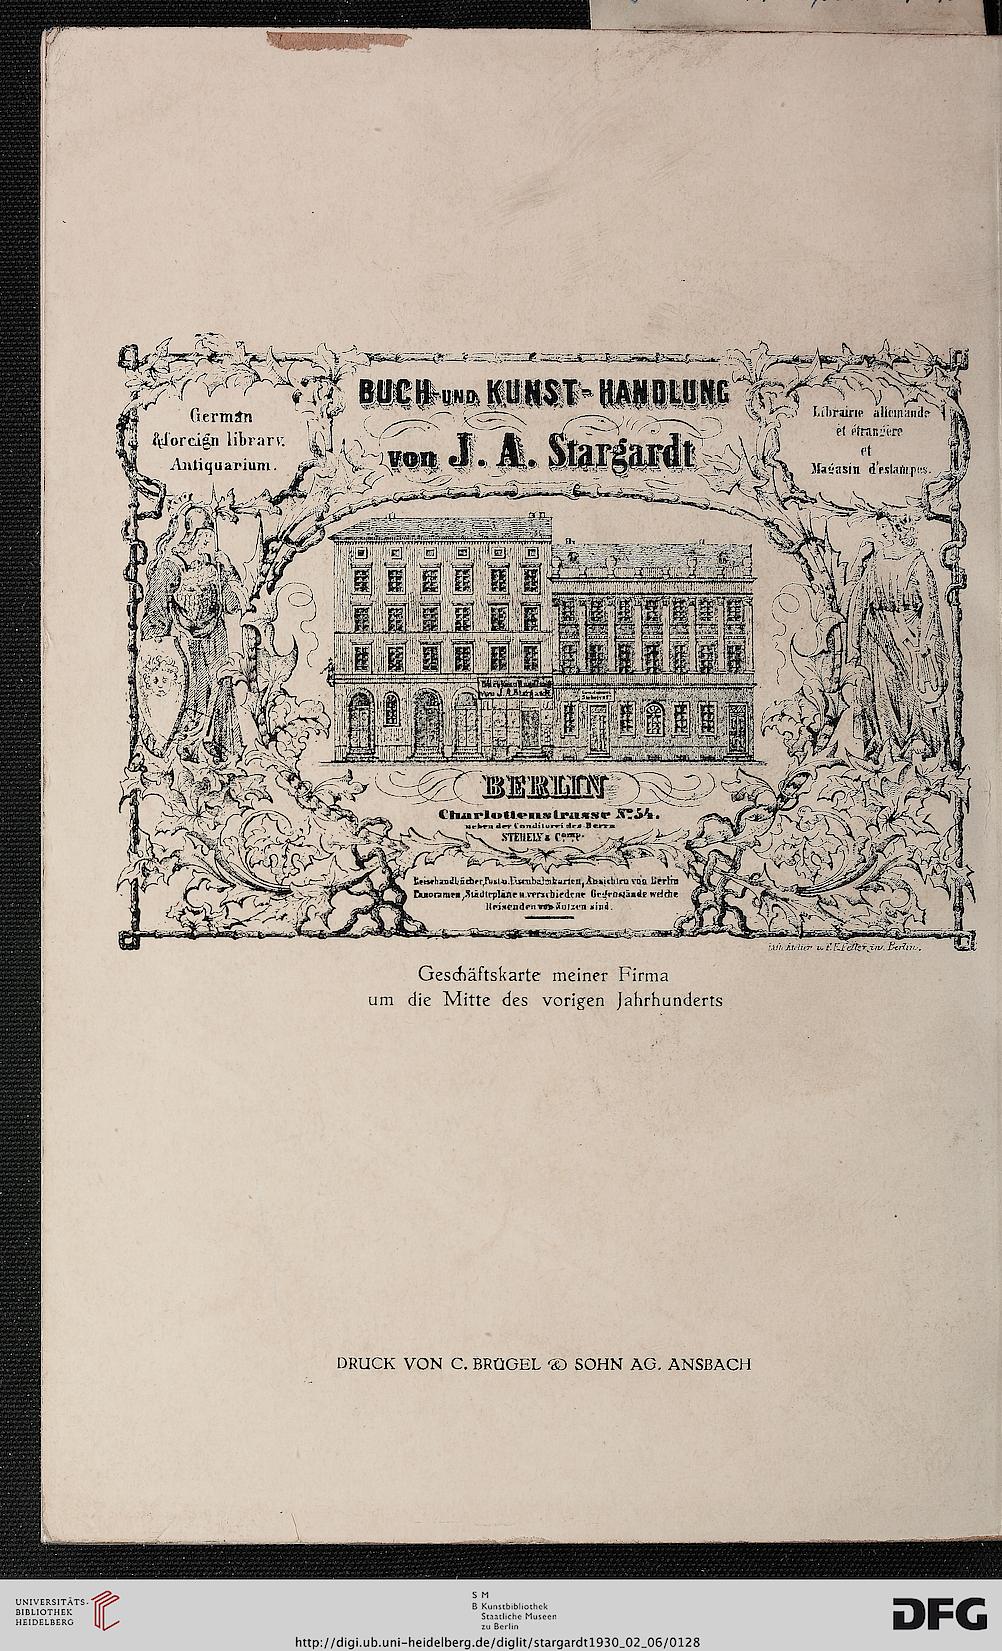 BUCH UND KUNST-HANDLUNG
von J. A. Stargardt
German
& foreign library.
Antiquarium.
Librairie allemande
et étrangère
et
Magasin d'estampes.
von J. A. Stargardt
BERLIN
Charlottenstrasse No. 54.
neben der Conditorei des Herrn
STEHELY & Comp.
Reisehandbücher, Post u. Eisenbahnkarten, Ansichten von Berlin
Panoramen, Städtepläne u. verschiedene Gegenstände welche
Reisenden von Nutzen sind.
in Berlin.
Geschäftskarte meiner Firma
um die Mitte des vorigen Jahrhunderts
DRUCK VON C. BRÜGEL & SOHN AG. ANSBACH
UNIVERSITÄTS-
BIBLIOTHEK
HEIDELBERG
S M
B Kunstbibliothek
Staatliche Museen
zu Berlin
DFG
http://digi.ub.uni-heidelberg.de/diglit/stargardt1930_02_06/0128